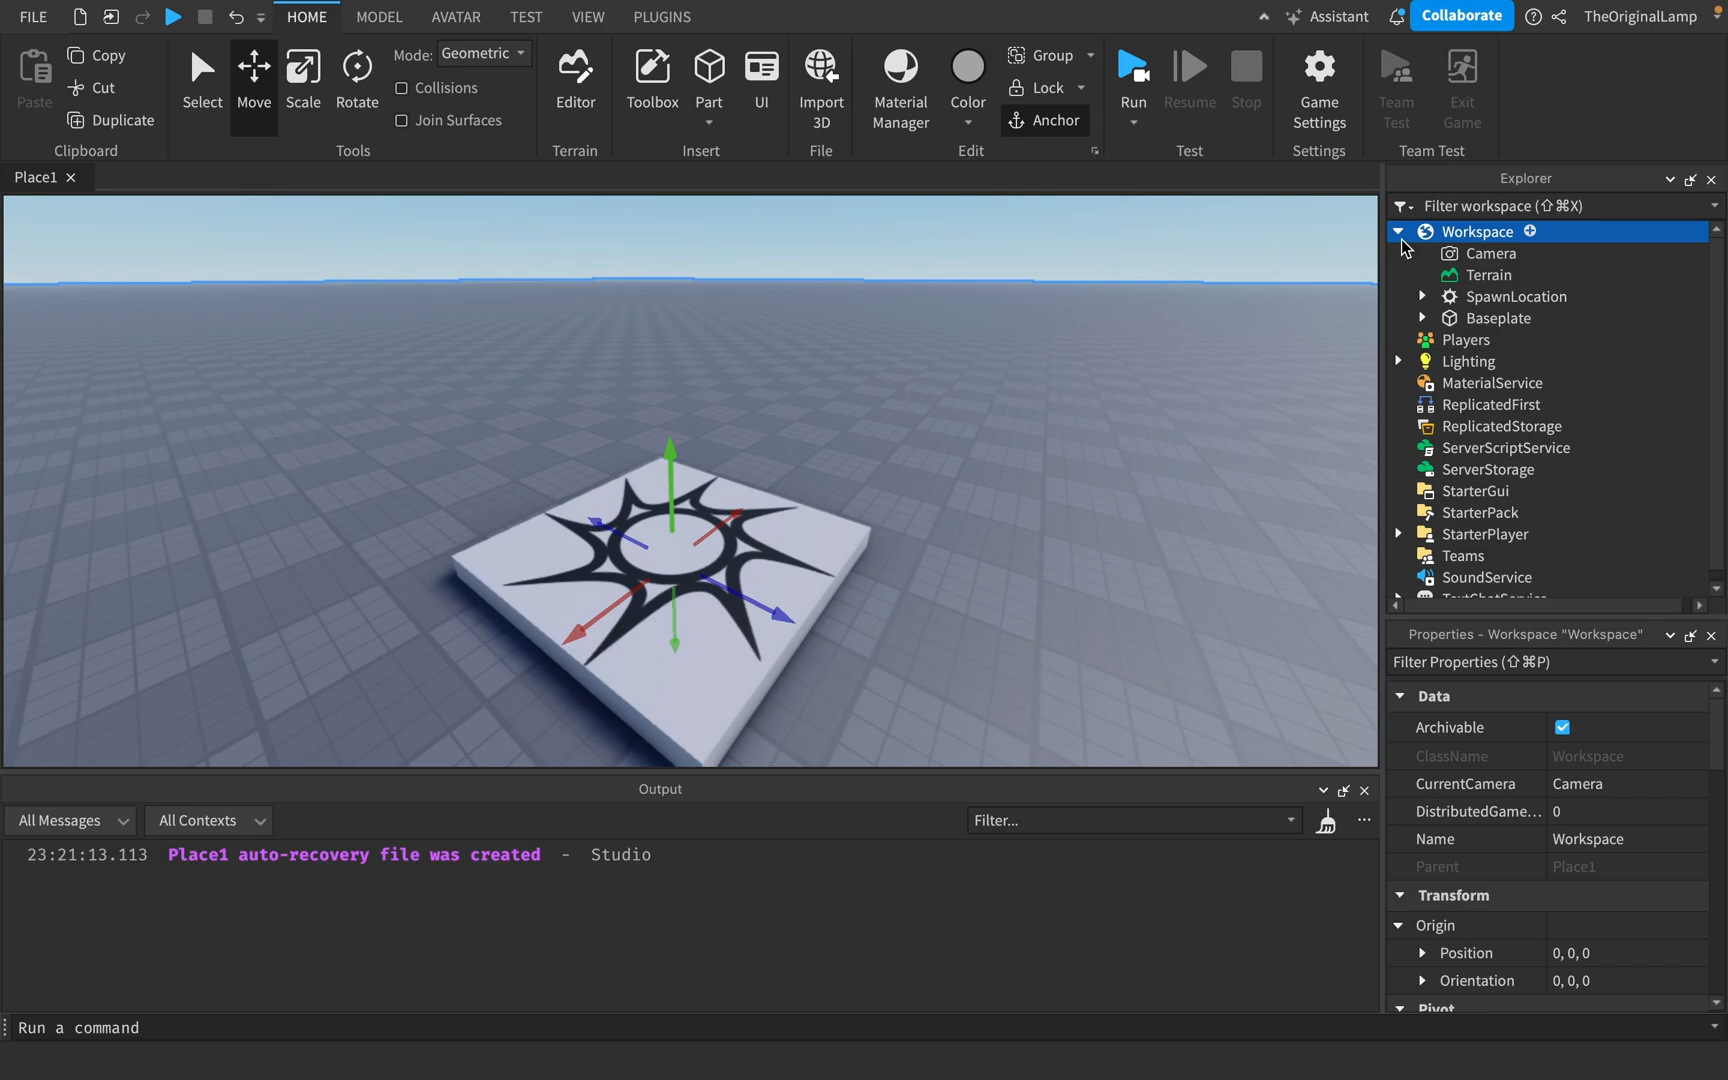 FILE HOME MODEL AVATAR TEST VIEW PLUGINS Assistant Collaborate TheOriginalLamp
Paste
Copy
Cut
Duplicate
Clipboard
Select Move Scale Rotate
Mode: Geometric
Collisions
Join Surfaces
Tools
Editor
Terrain
Toolbox Part UI
Insert
Import
3D
File
Material
Manager
Color
Group
Lock
Anchor
Edit
Run Resume Stop
Test
Game
Settings
Settings
Team
Test
Exit
Game
Team Test
Place1
Explorer
Filter workspace (⇧⌘X)
Workspace
Camera
Terrain
SpawnLocation
Baseplate
Players
Lighting
MaterialService
ReplicatedFirst
ReplicatedStorage
ServerScriptService
ServerStorage
StarterGui
StarterPack
StarterPlayer
Teams
SoundService
TextChatService
Properties - Workspace "Workspace"
Filter Properties (⇧⌘P)
Data
Archivable
ClassName Workspace
CurrentCamera Camera
DistributedGame... 0
Name Workspace
Parent Place1
Transform
Origin
Position 0, 0, 0
Orientation 0, 0, 0
Pivot
Output
All Messages All Contexts Filter... ...
23:21:13.113 Place1 auto-recovery file was created - Studio
Run a command